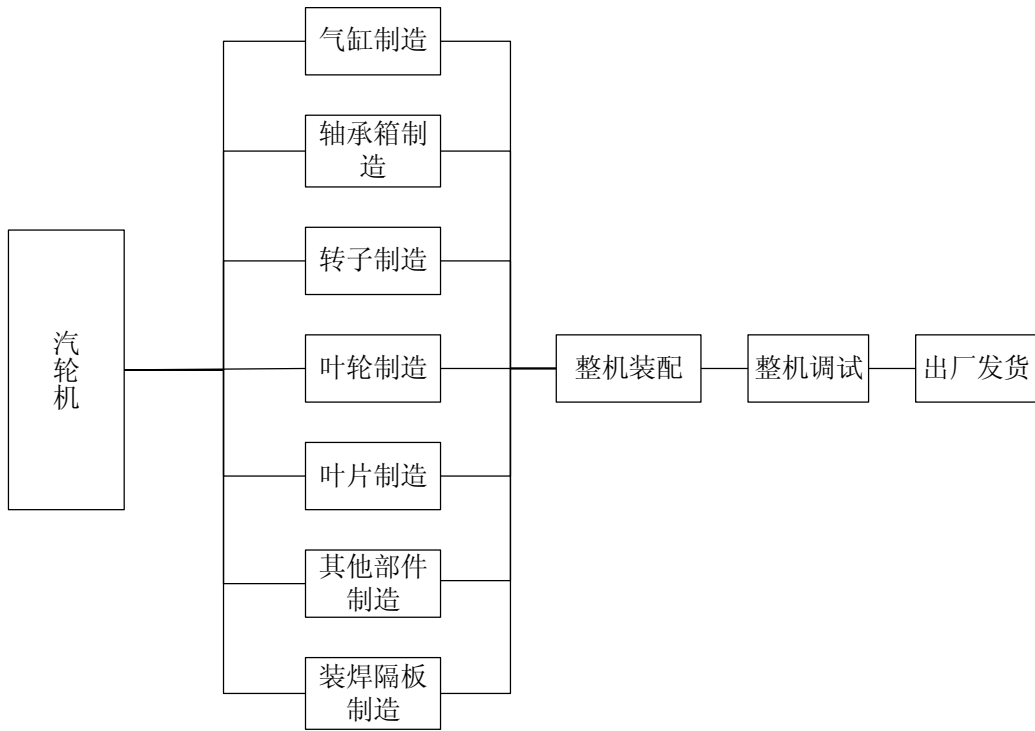 气缸制造
轴承箱制
造
转子制造
汽
轮
机
叶轮制造
整机装配
整机调试
出厂发货
叶片制造
其他部件
制造
装焊隔板
制造